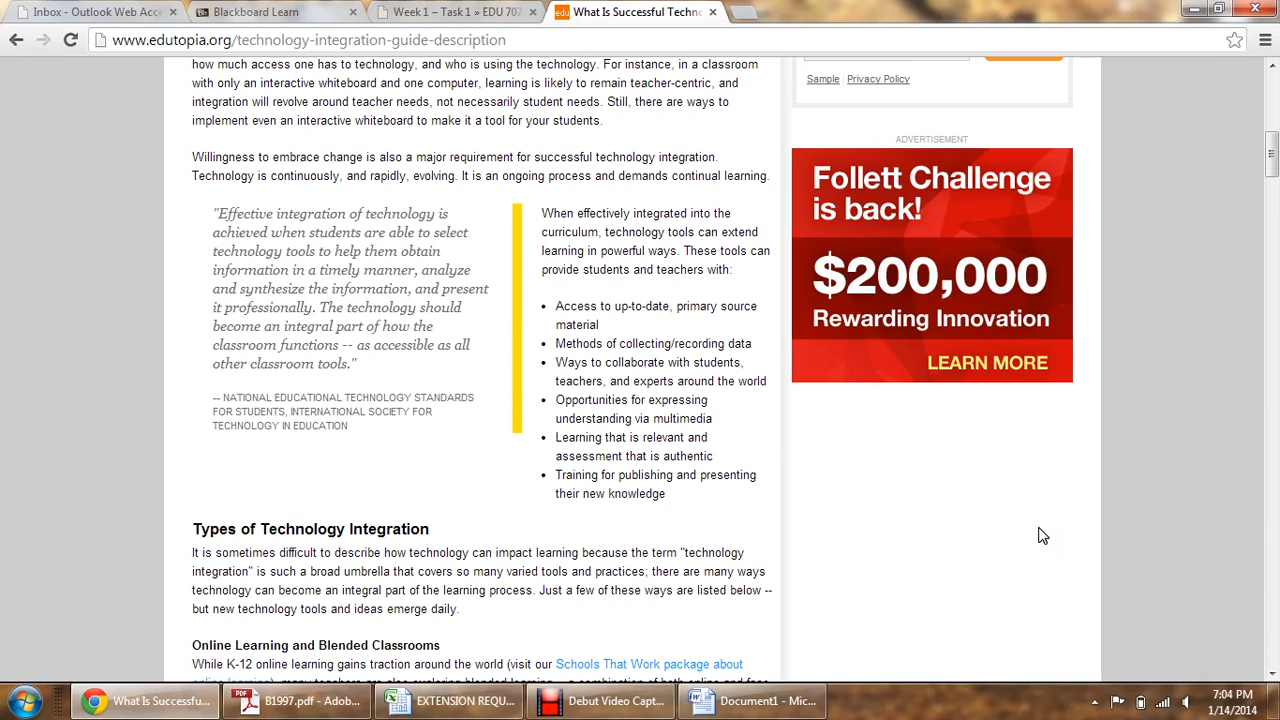 Inbox - Outlook Web Acce
Blackboard Learn
Week 1 – Task 1 » EDU 707
edu
What Is Successful Techno
www.edutopia.org/technology-integration-guide-description
how much access one has to technology, and who is using the technology. For instance, in a classroom
with only an interactive whiteboard and one computer, learning is likely to remain teacher-centric, and
integration will revolve around teacher needs, not necessarily student needs. Still, there are ways to
implement even an interactive whiteboard to make it a tool for your students.
Willingness to embrace change is also a major requirement for successful technology integration.
Technology is continuously, and rapidly, evolving. It is an ongoing process and demands continual learning.
"Effective integration of technology is
achieved when students are able to select
technology tools to help them obtain
information in a timely manner, analyze
and synthesize the information, and present
it professionally. The technology should
become an integral part of how the
classroom functions -- as accessible as all
other classroom tools."
-- NATIONAL EDUCATIONAL TECHNOLOGY STANDARDS
FOR STUDENTS, INTERNATIONAL SOCIETY FOR
TECHNOLOGY IN EDUCATION
When effectively integrated into the
curriculum, technology tools can extend
learning in powerful ways. These tools can
provide students and teachers with:
• Access to up-to-date, primary source
material
• Methods of collecting/recording data
• Ways to collaborate with students,
teachers, and experts around the world
• Opportunities for expressing
understanding via multimedia
• Learning that is relevant and
assessment that is authentic
• Training for publishing and presenting
their new knowledge
Types of Technology Integration
It is sometimes difficult to describe how technology can impact learning because the term "technology
integration" is such a broad umbrella that covers so many varied tools and practices; there are many ways
technology can become an integral part of the learning process. Just a few of these ways are listed below --
but new technology tools and ideas emerge daily.
Online Learning and Blended Classrooms
While K-12 online learning gains traction around the world (visit our Schools That Work package about
Sample | Privacy Policy
ADVERTISEMENT
Follett Challenge
is back!
$200,000
Rewarding Innovation
LEARN MORE
What Is Successfu...
PDF
B1997.pdf - Adob...
EXTENSION REQU...
Debut Video Capt...
Document1 - Mic...
7:04 PM
1/14/2014